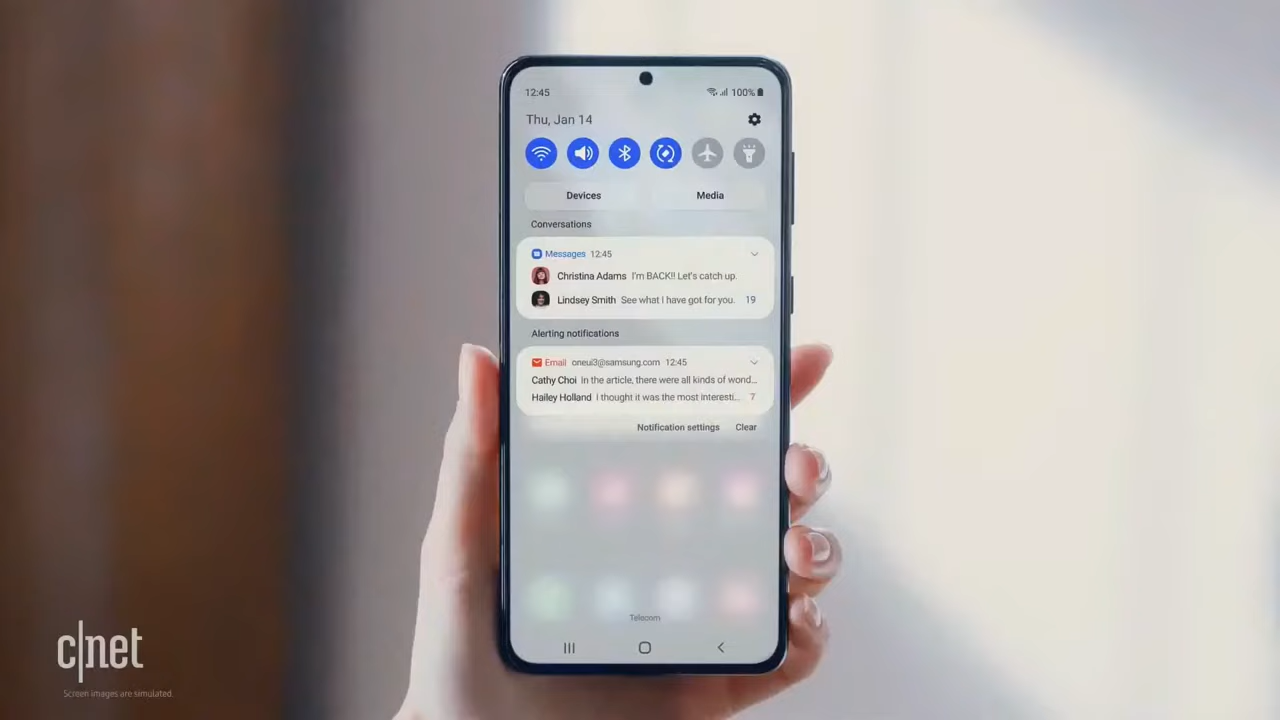 12:45 100%
Thu, Jan 14
Devices Media
Conversations
Messages 12:45
Christina Adams I'm BACK!! Let's catch up.
Lindsey Smith See what I have got for you. 19
Alerting notifications
Email cneui3@samsung.com 12:45
Cathy Choi In the article, there were all kinds of wond...
Hailey Holland I thought it was the most interesti... 7
Notification settings Clear
Telecom
c|net
Screen images are simulated.